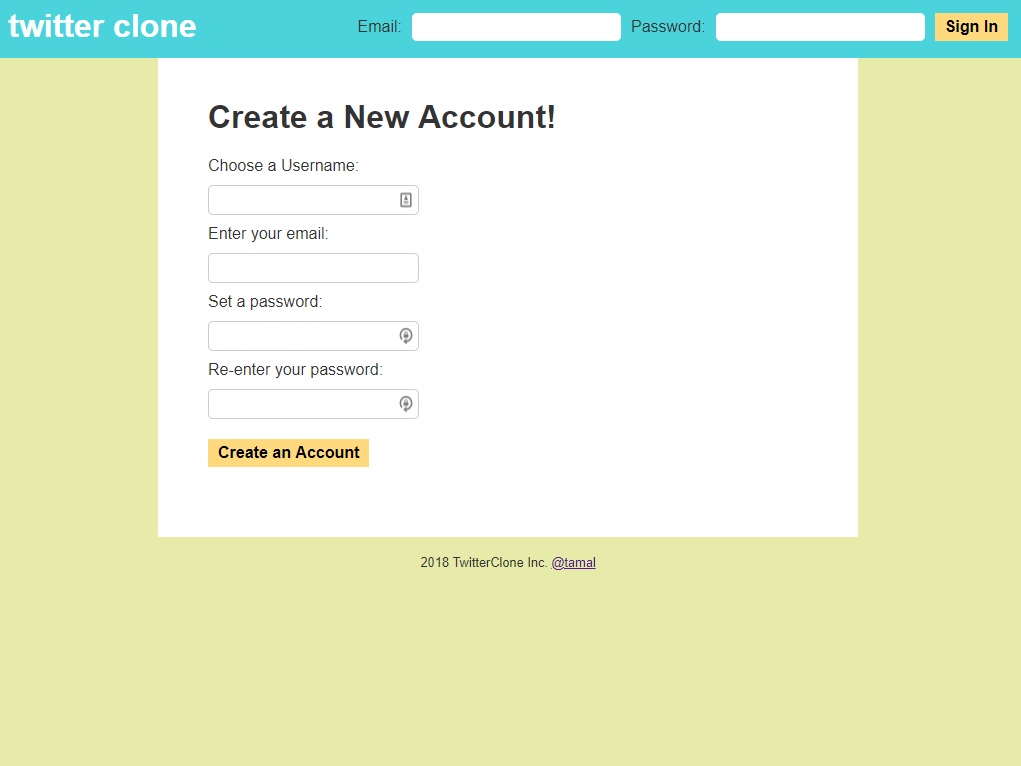 twitter clone Email: Password: Sign In
Create a New Account!
Choose a Username:
Enter your email:
Set a password:
Re-enter your password:
Create an Account
2018 TwitterClone Inc. @tamal